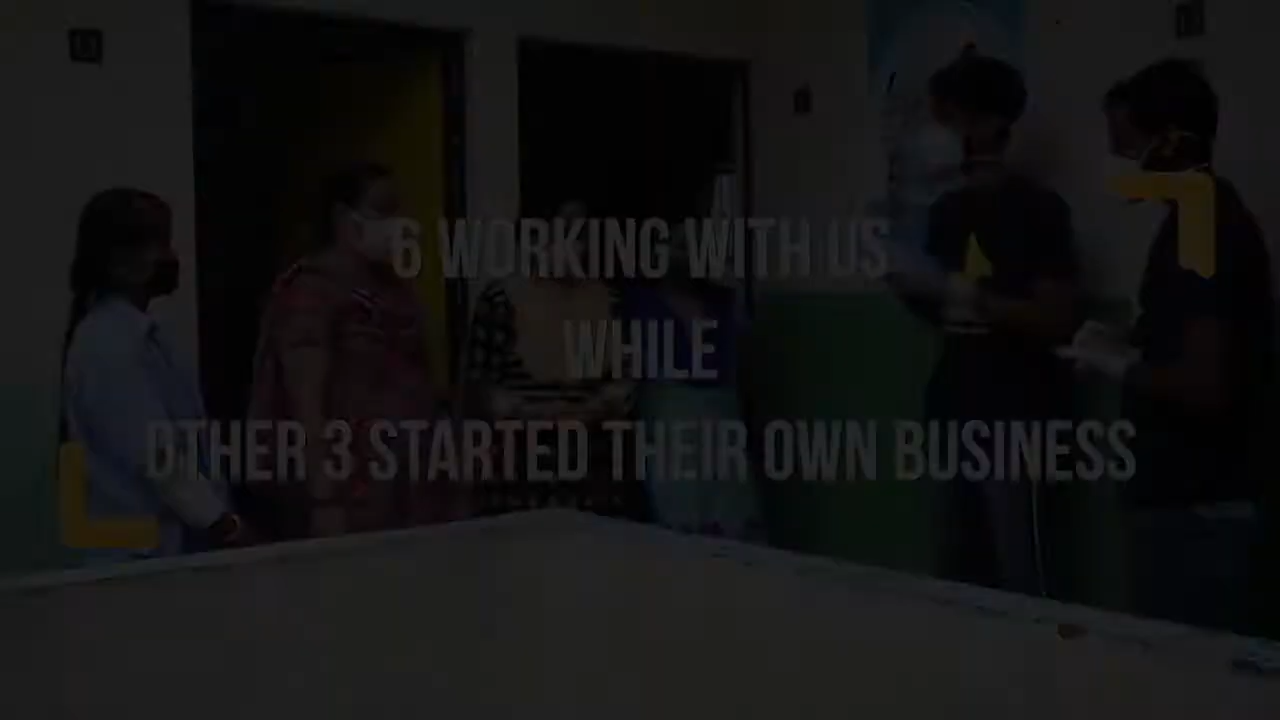 6 WORKING WITH US
WHILE
OTHER 3 STARTED THEIR OWN BUSINESS